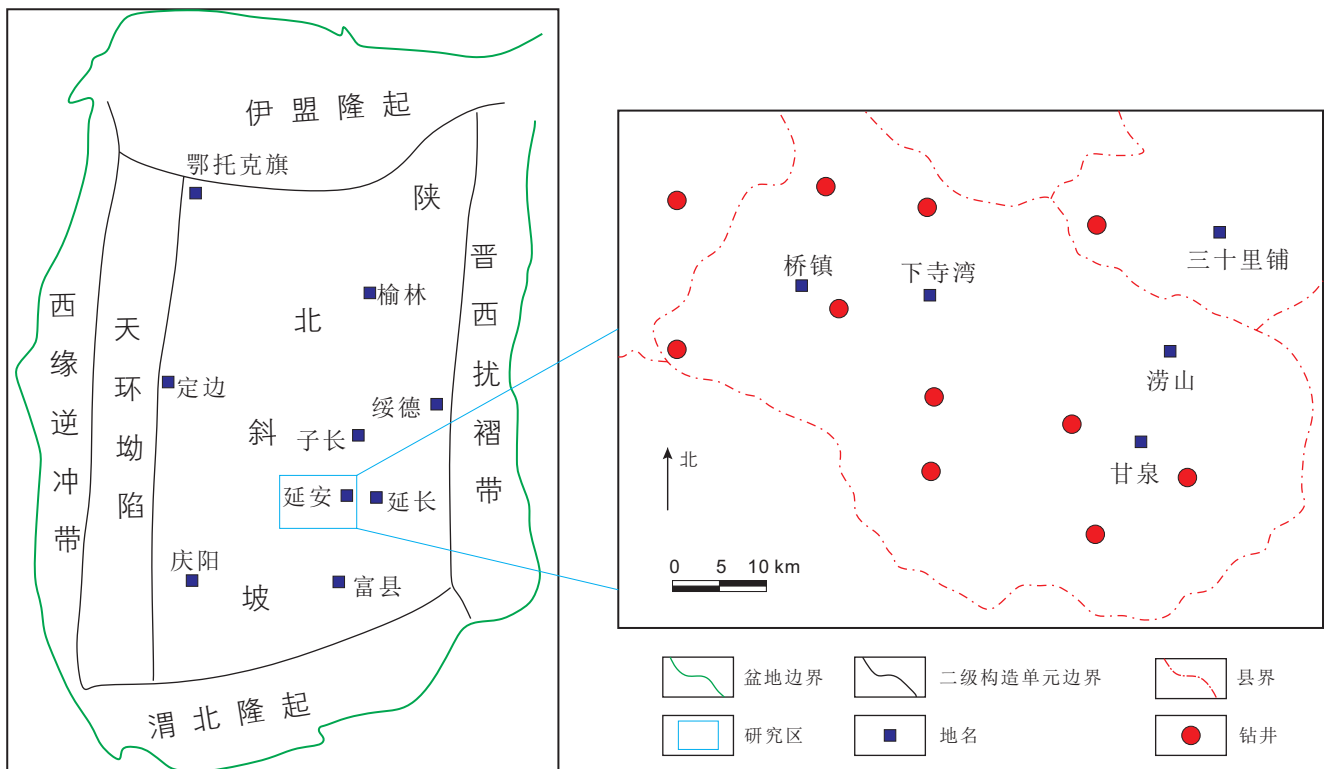 伊盟隆起
鄂托克旗
陕北斜坡
晋西扰褶带
西缘逆冲带
天环坳陷
榆林
定边
绥德
子长
延安
延长
庆阳
富县
渭北隆起
桥镇
下寺湾
三十里铺
涝山
甘泉
北
0 5 10 km
盆地边界
二级构造单元边界
县界
研究区
地名
钻井